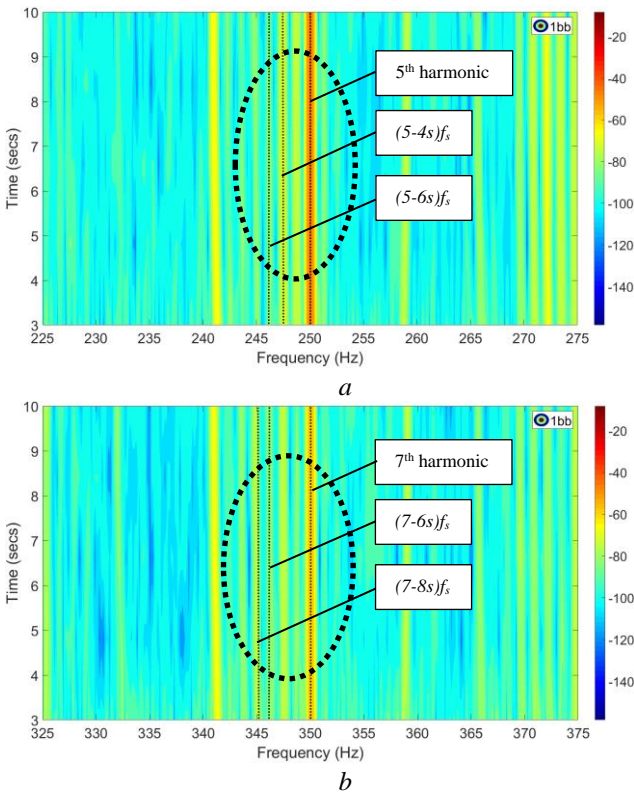 10
9
8
7
6
5
4
3
Time (secs)
225 230 235 240 245 250 255 260 265 270 275
Frequency (Hz)
1bb
5th harmonic
(5-4s)fs
(5-6s)fs
-20
-40
-60
-80
-100
-120
-140
a
10
9
8
7
6
5
4
3
Time (secs)
325 330 335 340 345 350 355 360 365 370 375
Frequency (Hz)
1bb
7th harmonic
(7-6s)fs
(7-8s)fs
-20
-40
-60
-80
-100
-120
-140
b